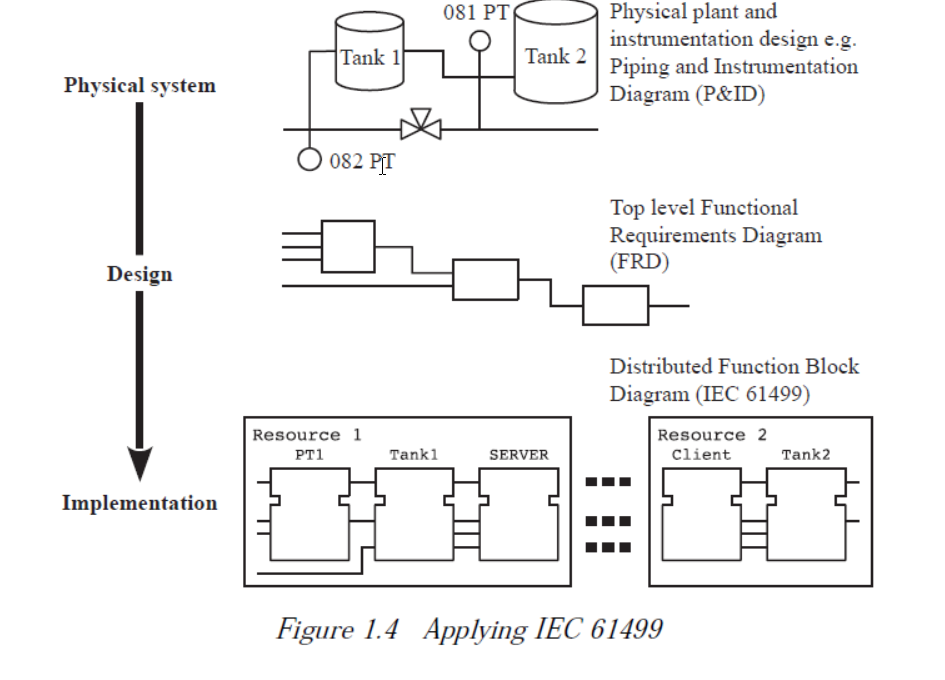 081 PT
Tank 1
Tank 2
Physical plant and
instrumentation design e.g.
Piping and Instrumentation
Diagram (P&ID)
Physical system
082 PT
Top level Functional
Requirements Diagram
(FRD)
Design
Distributed Function Block
Diagram (IEC 61499)
Resource 1
PT1 Tank1 SERVER
Resource 2
Client Tank2
Implementation
Figure 1.4 Applying IEC 61499